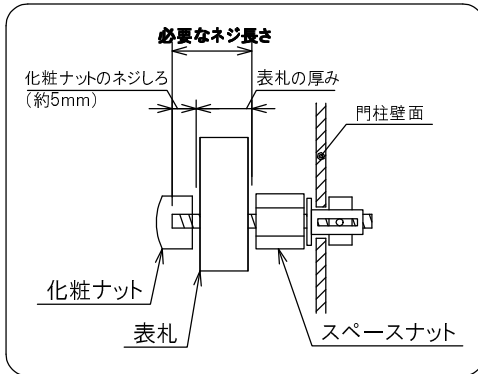 必要なネジ長さ
化粧ナットのネジしろ
（約5mm）
表札の厚み
門柱壁面
化粧ナット
表札
スペースナット